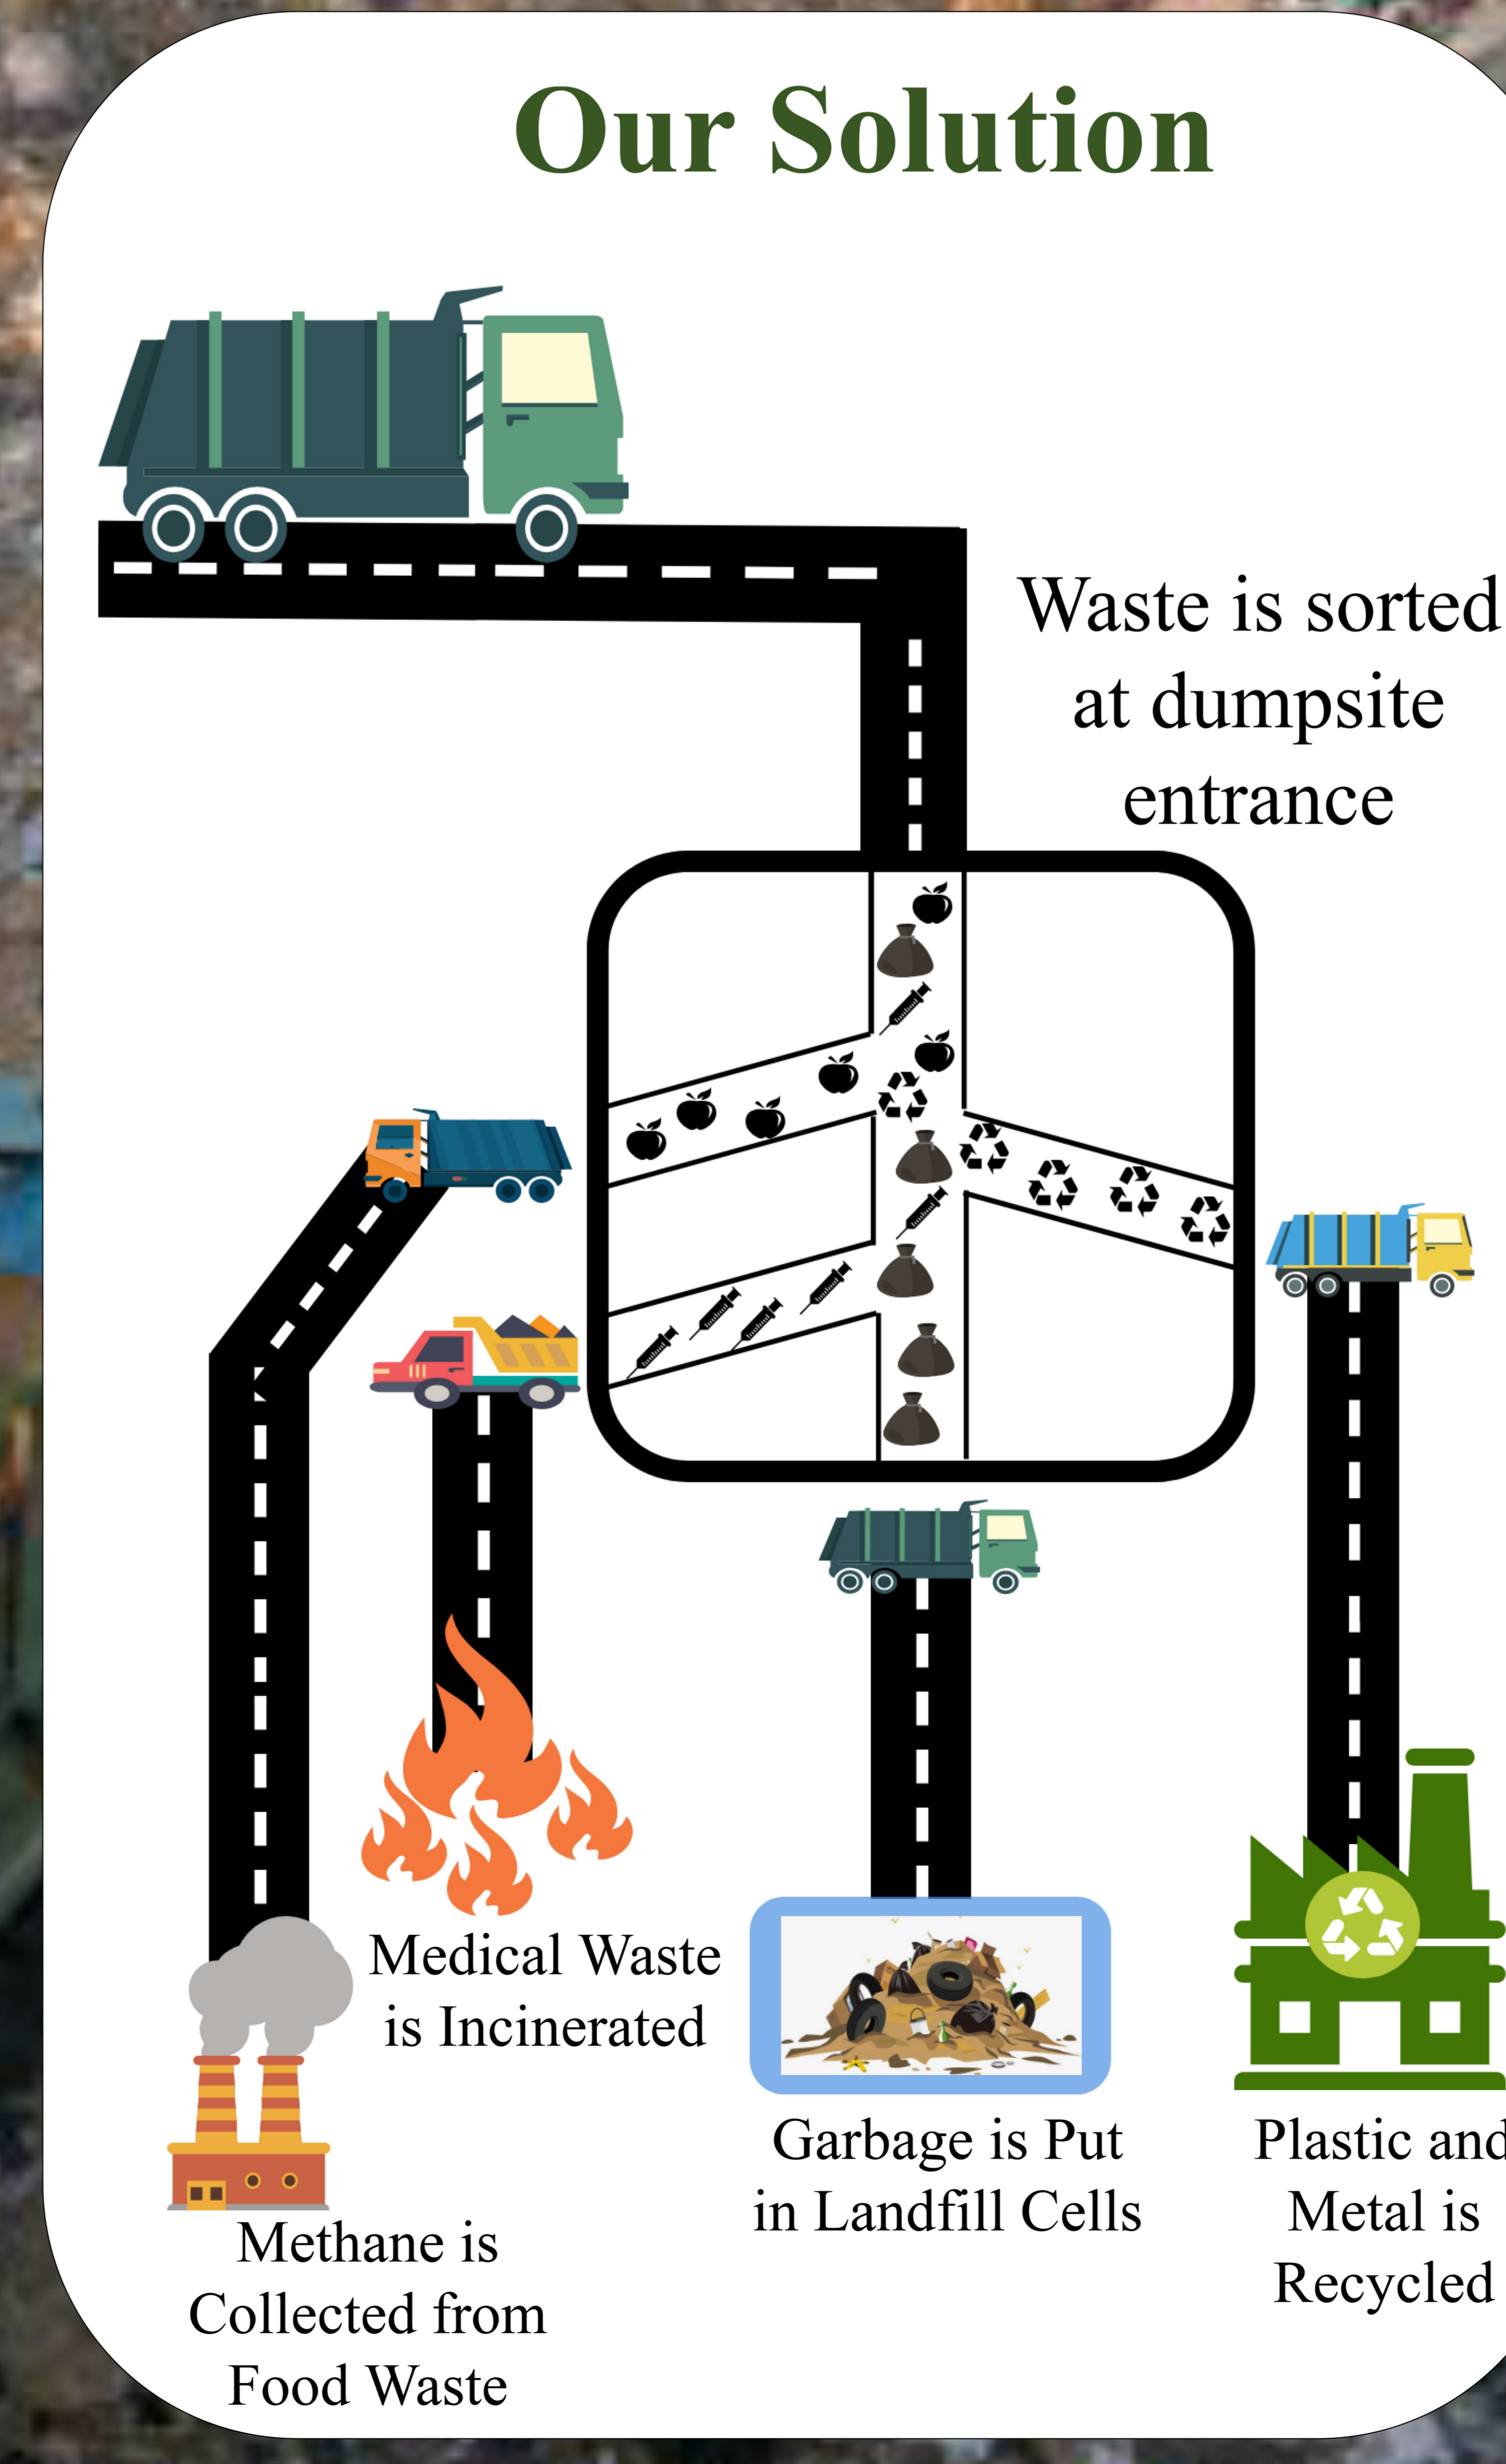 Our Solution
Waste is sorted
at dumpsite
entrance
Medical Waste
is Incinerated
Garbage is Put
in Landfill Cells
Plastic and
Metal is
Recycled
Methane is
Collected from
Food Waste